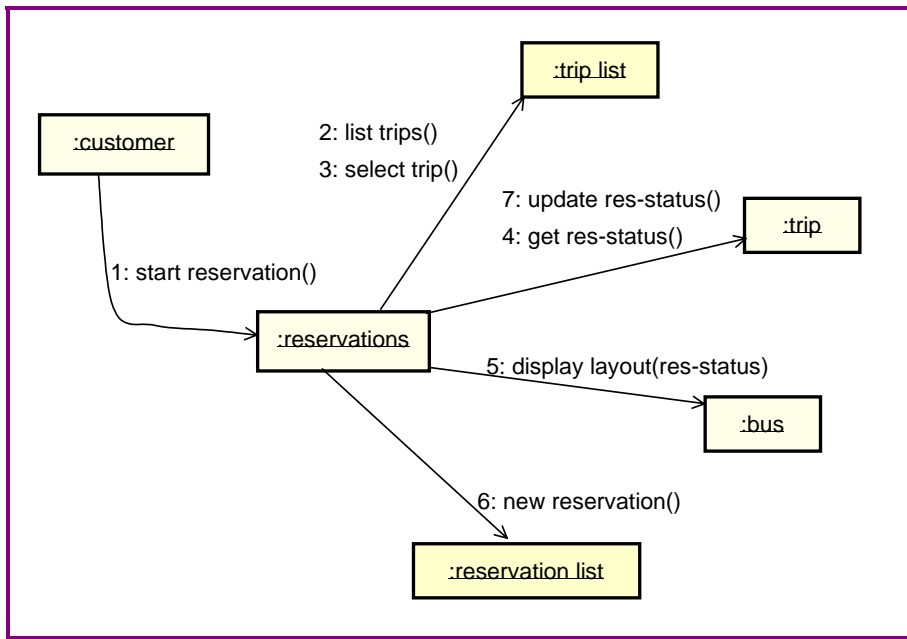 :trip list
:customer
2: list trips()
3: select trip()
7: update res-status()
4: get res-status()
:trip
1: start reservation()
:reservations
5: display layout(res-status)
:bus
6: new reservation()
:reservation list